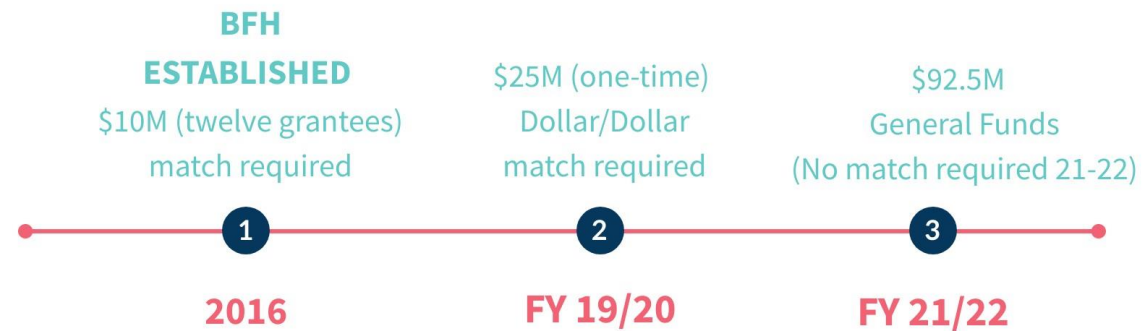 BFH
ESTABLISHED
$10M (twelve grantees)
match required
1
2016
$25M (one-time)
Dollar/Dollar
match required
2
FY 19/20
$92.5M
General Funds
(No match required 21-22)
3
FY 21/22